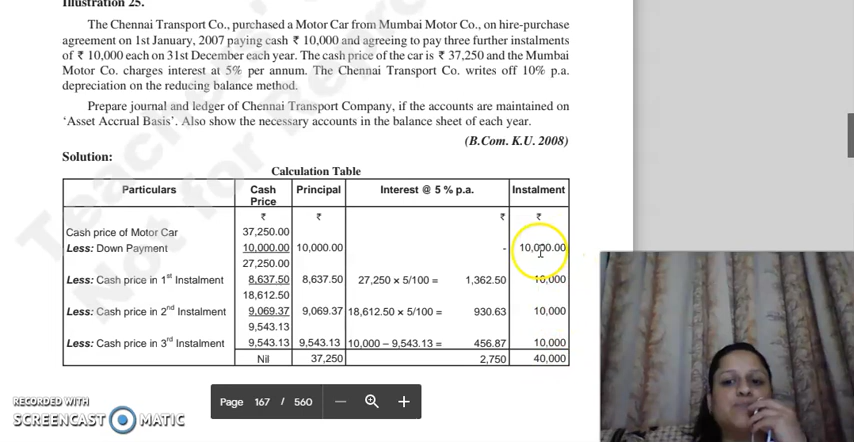 Illustration 25.
The Chennai Transport Co., purchased a Motor Car from Mumbai Motor Co., on hire-purchase
agreement on 1st January, 2007 paying cash ₹ 10,000 and agreeing to pay three further instalments
of ₹ 10,000 each on 31st December each year. The cash price of the car is ₹ 37,250 and the Mumbai
Motor Co. charges interest at 5% per annum. The Chennai Transport Co. writes off 10% p.a.
depreciation on the reducing balance method.
Prepare journal and ledger of Chennai Transport Company, if the accounts are maintained on
'Asset Accrual Basis'. Also show the necessary accounts in the balance sheet of each year.
(B.Com. K.U. 2008)
Solution:
Calculation Table
Particulars Cash Price Principal Interest @ 5 % p.a. Instalment
₹ ₹ ₹ ₹
Cash price of Motor Car 37,250.00
Less: Down Payment 10,000.00 10,000.00 - 10,000.00
27,250.00
Less: Cash price in 1st Instalment 8,637.50 8,637.50 27,250 × 5/100 = 1,362.50 10,000
18,612.50
Less: Cash price in 2nd Instalment 9,069.37 9,069.37 18,612.50 × 5/100 = 930.63 10,000
9,543.13
Less: Cash price in 3rd Instalment 9,543.13 9,543.13 10,000 – 9,543.13 = 456.87 10,000
Nil 37,250 2,750 40,000
Page 167 / 560
RECORDED WITH
SCREENCAST MATIC